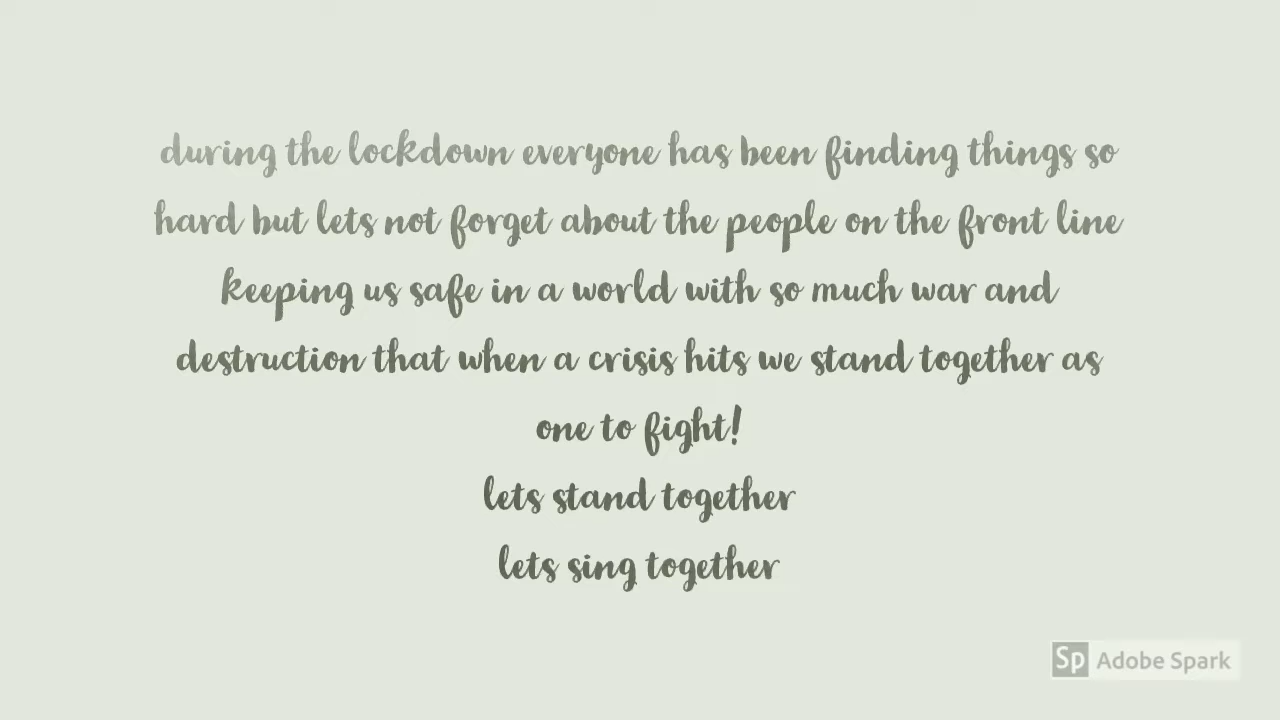 during the lockdown everyone has been finding things so
hard but lets not forget about the people on the front line
keeping us safe in a world with so much war and
destruction that when a crisis hits we stand together as
one to fight!
lets stand together
lets sing together
Sp Adobe Spark